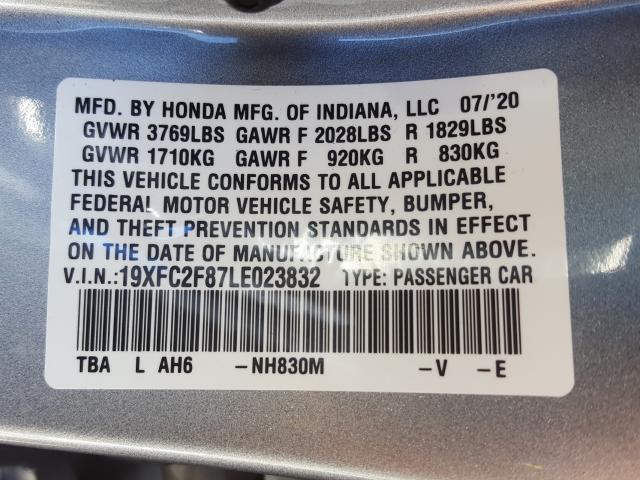 MFD. BY HONDA MFG. OF INDIANA, LLC 07/'20
GVWR 3769LBS GAWR F 2028LBS R 1829LBS
GVWR 1710KG GAWR F 920KG R 830KG
THIS VEHICLE CONFORMS TO ALL APPLICABLE
FEDERAL MOTOR VEHICLE SAFETY, BUMPER,
AND THEFT PREVENTION STANDARDS IN EFFECT
ON THE DATE OF MANUFACTURE SHOWN ABOVE.
V.I.N.:19XFC2F87LE023832 TYPE: PASSENGER CAR
TBA L AH6 -NH830M -V -E